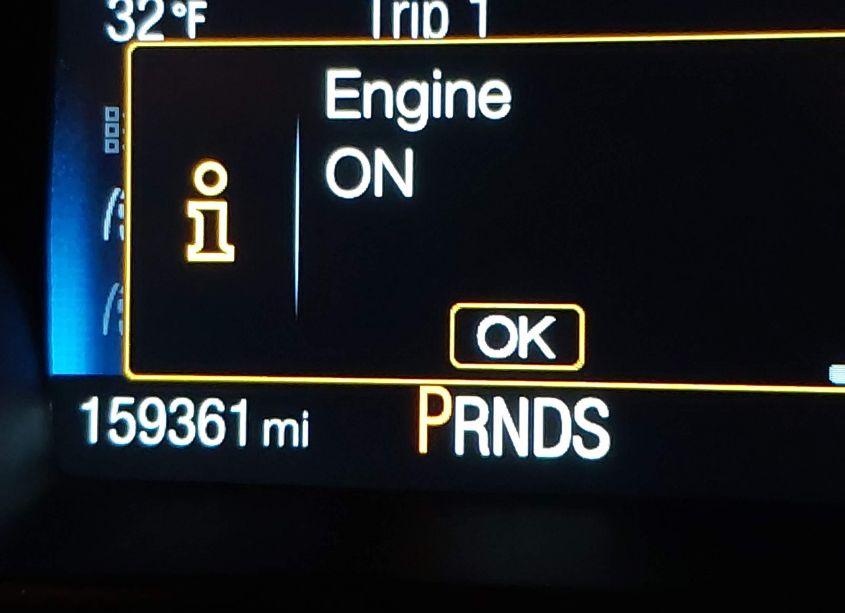 32°F Trip 1
Engine
ON
OK
159361 mi PRNDS